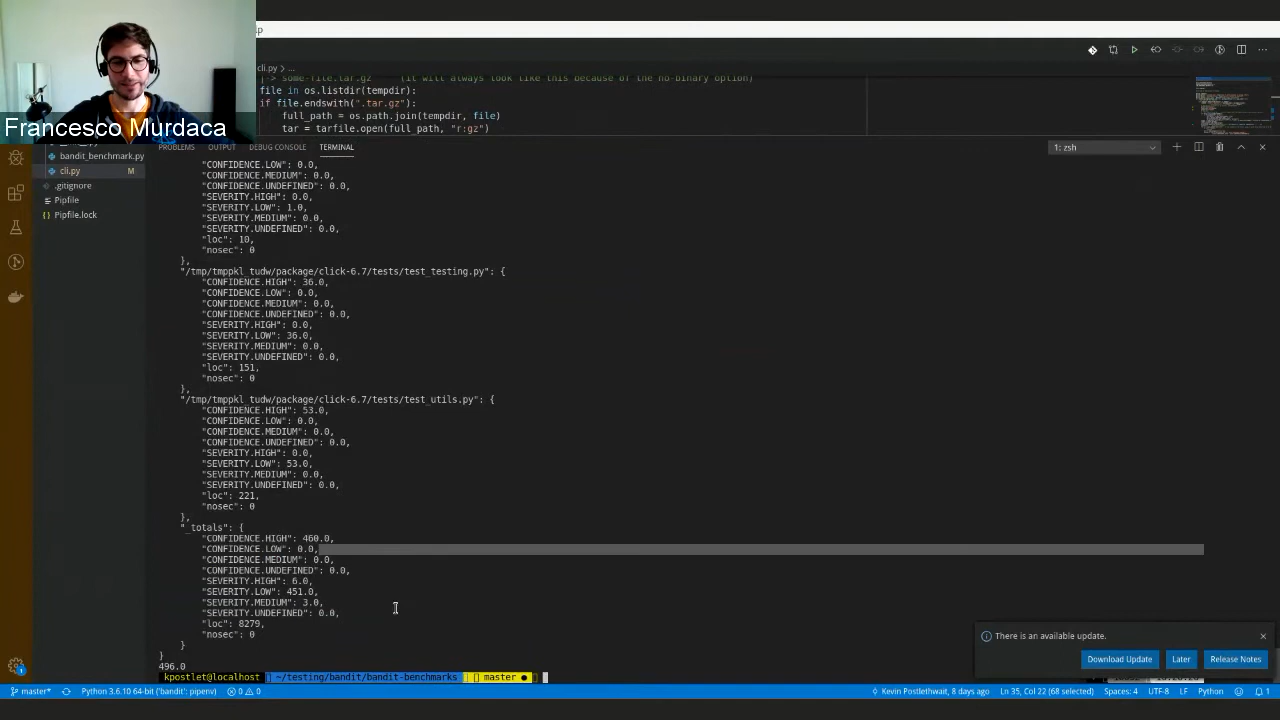 lp
Francesco Murdaca
cli.py > ...
|-> some-file.tar.gz    (it will always look like this because of the no-binary option)
file in os.listdir(tempdir):
if file.endswith(".tar.gz"):
full_path = os.path.join(tempdir, file)
tar = tarfile.open(full_path, "r:gz")
PROBLEMS OUTPUT DEBUG CONSOLE TERMINAL 1: zsh
bandit_benchmark.py
cli.py M
.gitignore
Pipfile
Pipfile.lock
"CONFIDENCE.LOW": 0.0,
"CONFIDENCE.MEDIUM": 0.0,
"CONFIDENCE.UNDEFINED": 0.0,
"SEVERITY.HIGH": 0.0,
"SEVERITY.LOW": 1.0,
"SEVERITY.MEDIUM": 0.0,
"SEVERITY.UNDEFINED": 0.0,
"loc": 10,
"nosec": 0
},
"/tmp/tmppkl_tudw/package/click-6.7/tests/test_testing.py": {
"CONFIDENCE.HIGH": 36.0,
"CONFIDENCE.LOW": 0.0,
"CONFIDENCE.MEDIUM": 0.0,
"CONFIDENCE.UNDEFINED": 0.0,
"SEVERITY.HIGH": 0.0,
"SEVERITY.LOW": 36.0,
"SEVERITY.MEDIUM": 0.0,
"SEVERITY.UNDEFINED": 0.0,
"loc": 151,
"nosec": 0
},
"/tmp/tmppkl_tudw/package/click-6.7/tests/test_utils.py": {
"CONFIDENCE.HIGH": 53.0,
"CONFIDENCE.LOW": 0.0,
"CONFIDENCE.MEDIUM": 0.0,
"CONFIDENCE.UNDEFINED": 0.0,
"SEVERITY.HIGH": 0.0,
"SEVERITY.LOW": 53.0,
"SEVERITY.MEDIUM": 0.0,
"SEVERITY.UNDEFINED": 0.0,
"loc": 221,
"nosec": 0
},
"_totals": {
"CONFIDENCE.HIGH": 460.0,
"CONFIDENCE.LOW": 0.0,
"CONFIDENCE.MEDIUM": 0.0,
"CONFIDENCE.UNDEFINED": 0.0,
"SEVERITY.HIGH": 6.0,
"SEVERITY.LOW": 451.0,
"SEVERITY.MEDIUM": 3.0,
"SEVERITY.UNDEFINED": 0.0,
"loc": 8279,
"nosec": 0
}
}
496.0
kpostlet@localhost ~/testing/bandit/bandit-benchmarks master ●
There is an available update.
Download Update Later Release Notes
master* Python 3.6.10 64-bit ('bandit': pipenv) 0 0 Kevin Postlethwait, 8 days ago Ln 35, Col 22 (68 selected) Spaces: 4 UTF-8 LF Python 1